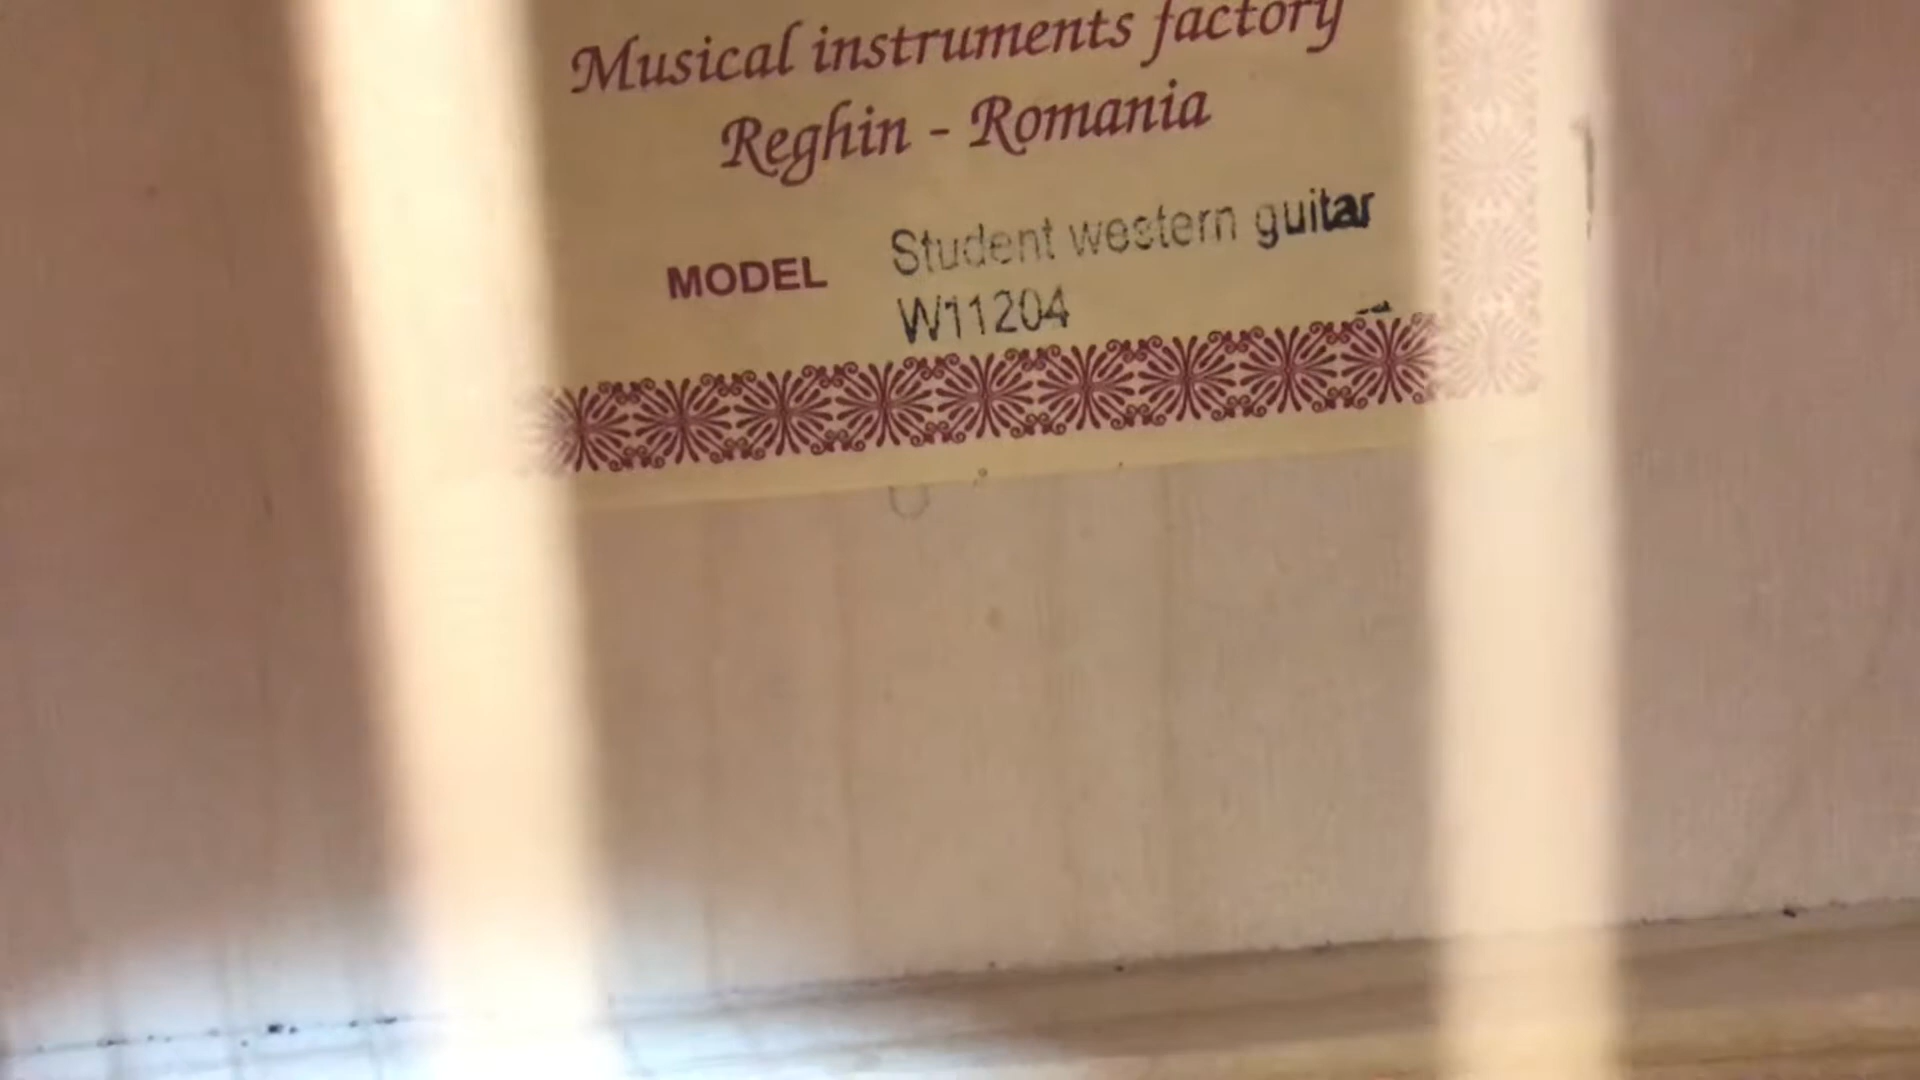 Musical instruments factory
Reghin - Romania
MODEL Student western guitar
W11204